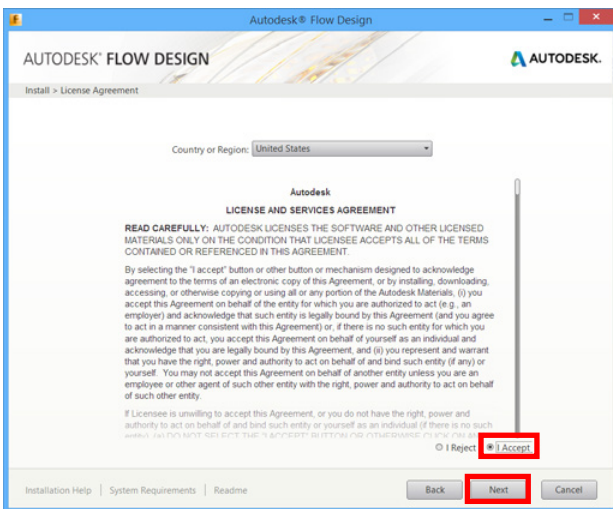 Autodesk® Flow Design
AUTODESK® FLOW DESIGN
AUTODESK.
Install > License Agreement
Country or Region: United States
Autodesk
LICENSE AND SERVICES AGREEMENT
READ CAREFULLY: AUTODESK LICENSES THE SOFTWARE AND OTHER LICENSED
MATERIALS ONLY ON THE CONDITION THAT LICENSEE ACCEPTS ALL OF THE TERMS
CONTAINED OR REFERENCED IN THIS AGREEMENT.
By selecting the "I accept" button or other button or mechanism designed to acknowledge
agreement to the terms of an electronic copy of this Agreement, or by installing, downloading,
accessing, or otherwise copying or using all or any portion of the Autodesk Materials, (i) you
accept this Agreement on behalf of the entity for which you are authorized to act (e.g., an
employer) and acknowledge that such entity is legally bound by this Agreement (and you agree
to act in a manner consistent with this Agreement) or, if there is no such entity for which you
are authorized to act, you accept this Agreement on behalf of yourself as an individual and
acknowledge that you are legally bound by this Agreement, and (ii) you represent and warrant
that you have the right, power and authority to act on behalf of and bind such entity (if any) or
yourself. You may not accept this Agreement on behalf of another entity unless you are an
employee or other agent of such other entity with the right, power and authority to act on behalf
of such other entity.
If Licensee is unwilling to accept this Agreement, or you do not have the right, power and
authority to act on behalf of and bind such entity or yourself as an individual (if there is no such
entity), (a) DO NOT SELECT THE "I ACCEPT" BUTTON OR OTHERWISE CLICK ON ANY
I Reject I Accept
Installation Help | System Requirements | Readme Back Next Cancel